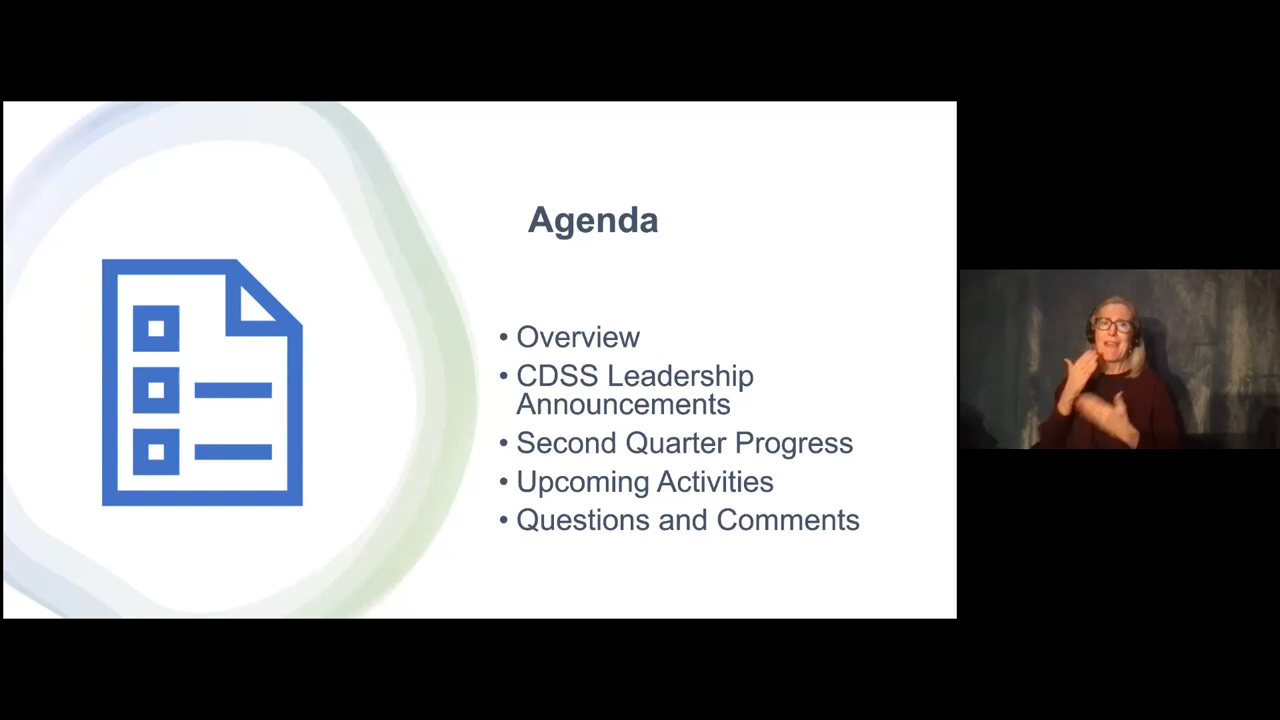 Agenda
• Overview
• CDSS Leadership
Announcements
• Second Quarter Progress
• Upcoming Activities
• Questions and Comments